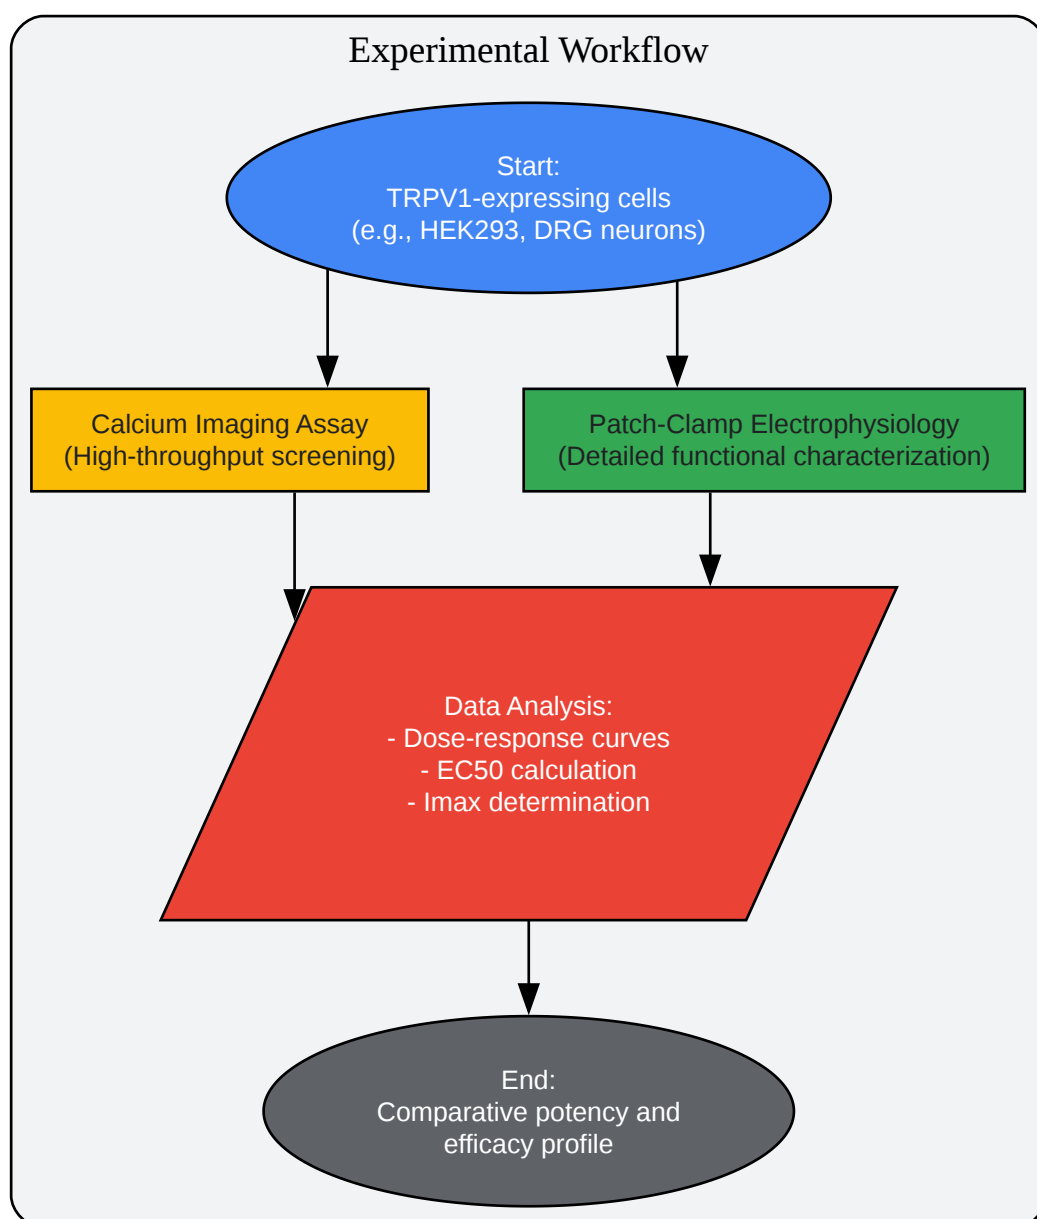 Experimental Workflow
Start:
TRPV1-expressing cells
(e.g., HEK293, DRG neurons)
Calcium Imaging Assay
(High-throughput screening)
Patch-Clamp Electrophysiology
(Detailed functional characterization)
Data Analysis:
- Dose-response curves
- EC50 calculation
- Imax determination
End:
Comparative potency and
efficacy profile